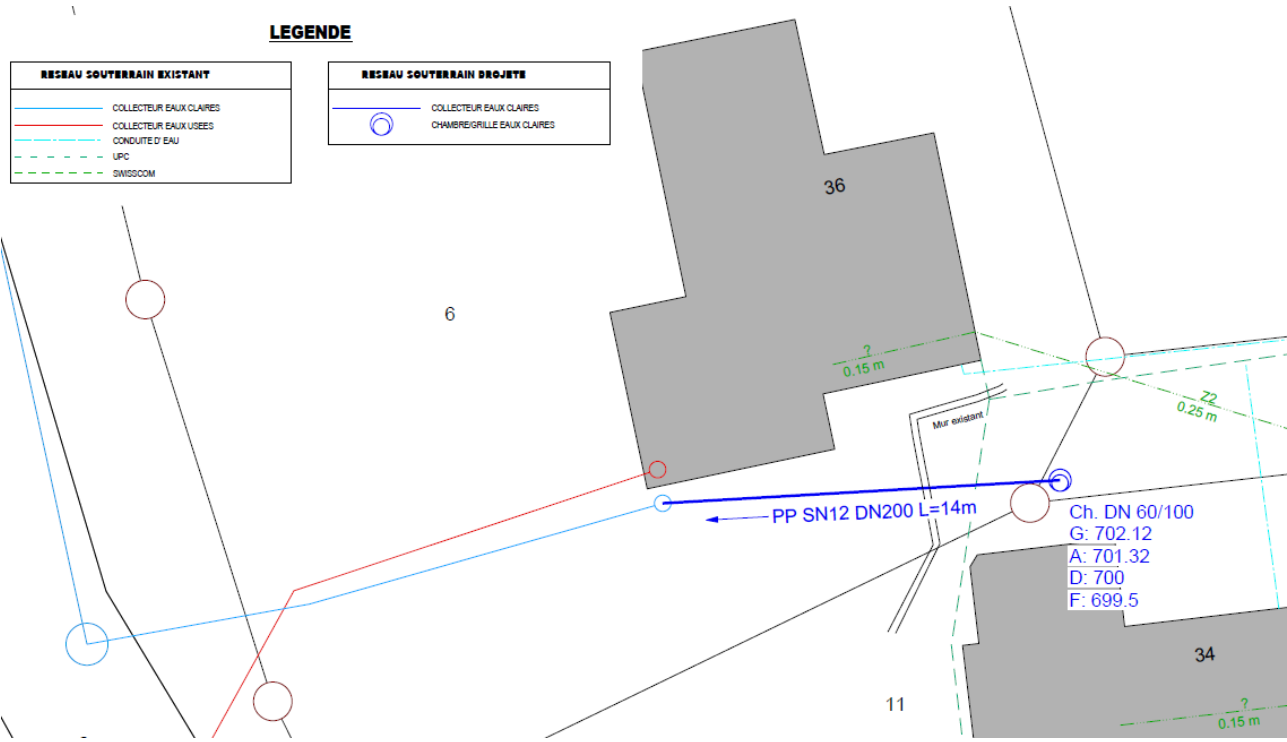 LEGENDE
RESEAU SOUTERRAIN EXISTANT
COLLECTEUR EAUX CLAIRES
COLLECTEUR EAUX USEES
CONDUITE D' EAU
UPC
SWISSCOM
RESEAU SOUTERRAIN DROJETE
COLLECTEUR EAUX CLAIRES
CHAMBRE/GRILLE EAUX CLAIRES
36
6
?
0.15 m
Z2
0.25 m
Mur existant
PP SN12 DN200 L=14m
Ch. DN 60/100
G: 702.12
A: 701.32
D: 700
F: 699.5
34
11
?
0.15 m